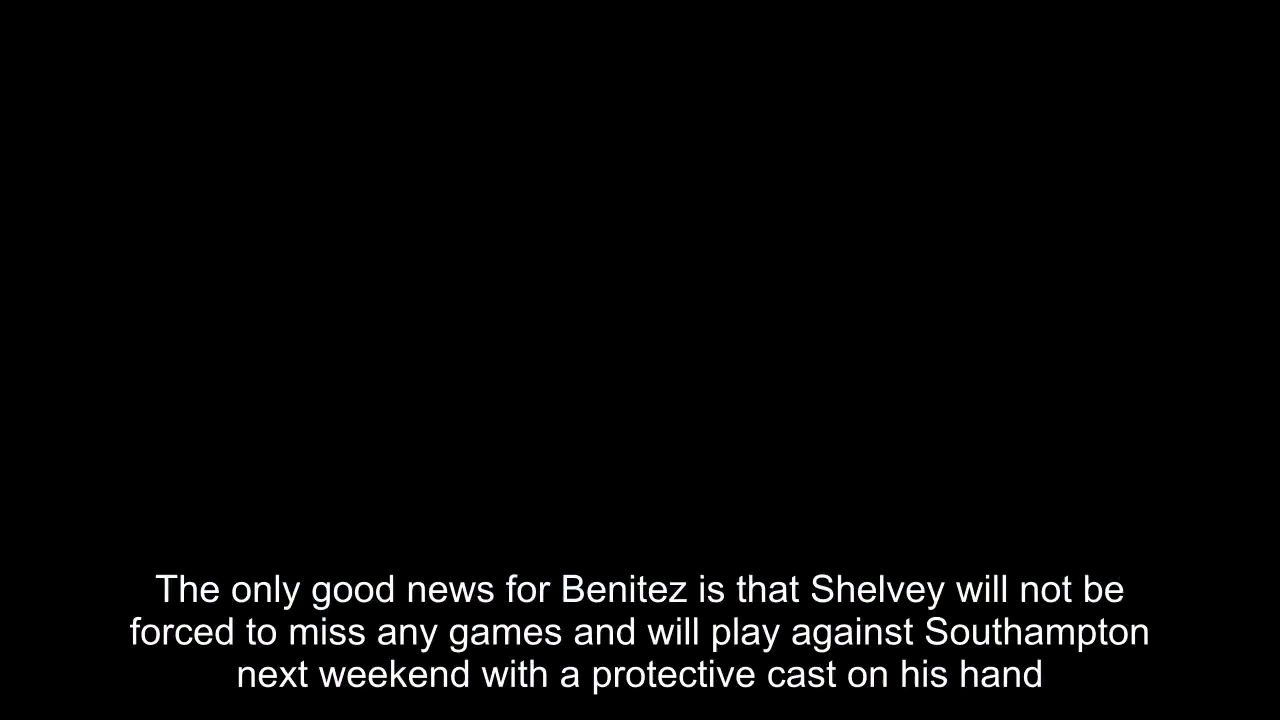 The only good news for Benitez is that Shelvey will not be
forced to miss any games and will play against Southampton
next weekend with a protective cast on his hand